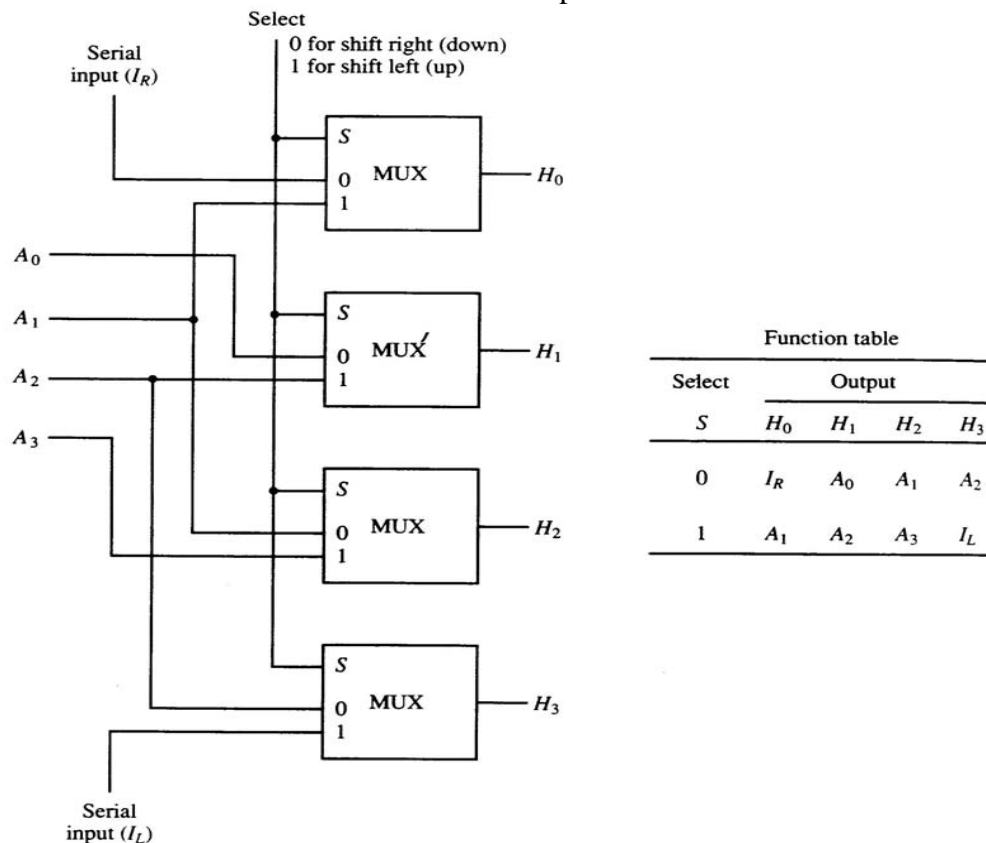 Select
0 for shift right (down)
1 for shift left (up)
Serial
input (I_R)
S
MUX
0
1
H_0
A_0
S
A_1
MUX
0
1
H_1
A_2
A_3
S
MUX
0
1
H_2
S
MUX
0
1
H_3
Serial
input (I_L)
Function table
Select Output
S H_0 H_1 H_2 H_3
0 I_R A_0 A_1 A_2
1 A_1 A_2 A_3 I_L